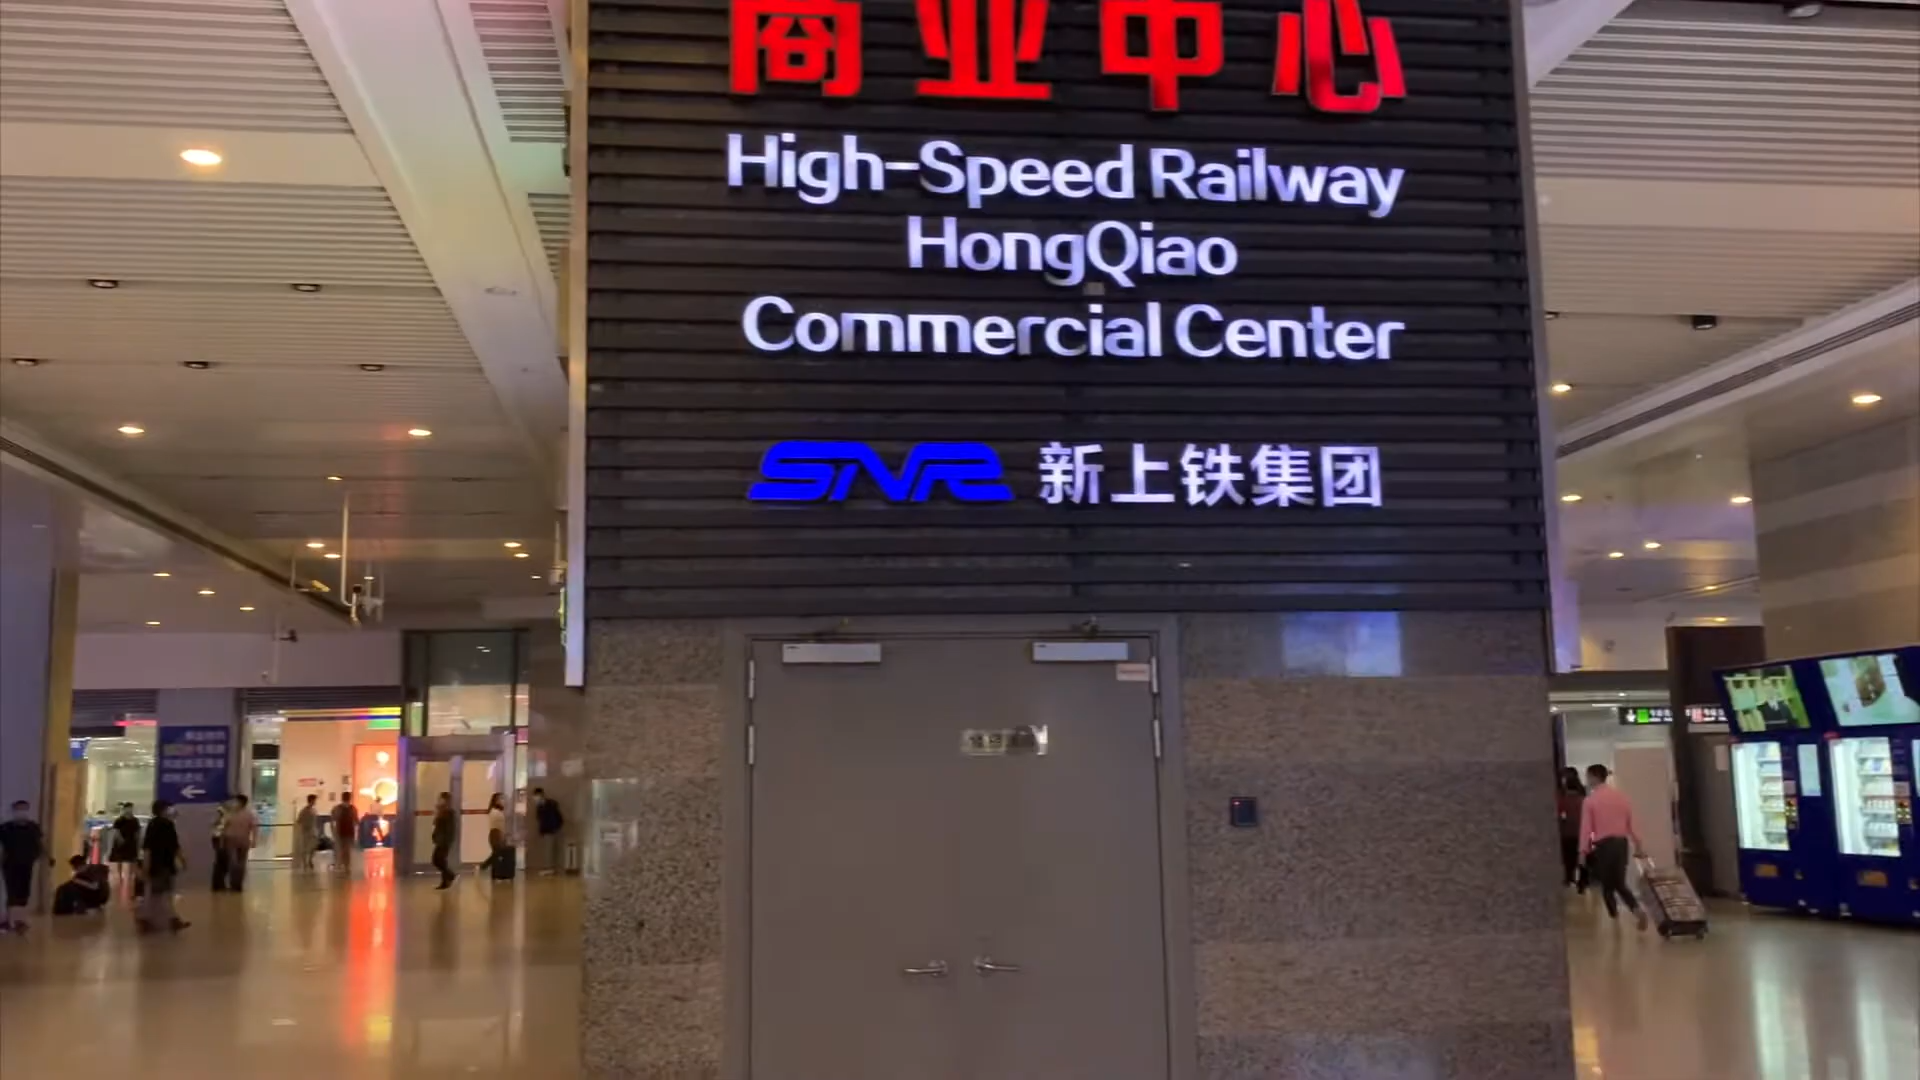 商业中心
High-Speed Railway
HongQiao
Commercial Center
SNR 新上铁集团